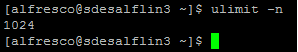 [alfresco@sdesalflin3 ~]$ ulimit -n
1024
[alfresco@sdesalflin3 ~]$